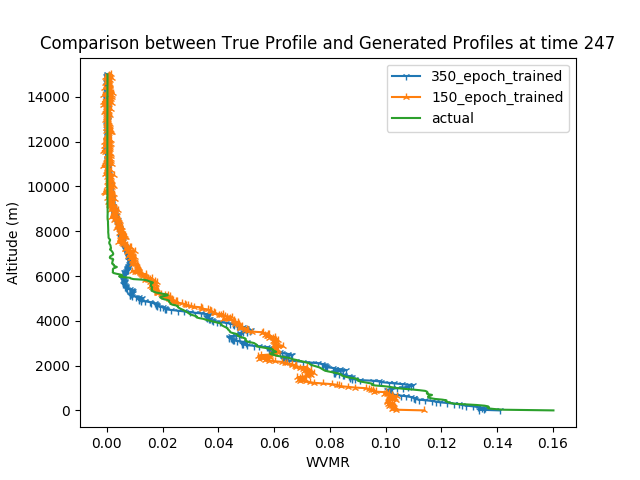 Comparison between True Profile and Generated Profiles at time 247
350_epoch_trained
150_epoch_trained
actual
Altitude (m)
14000
12000
10000
8000
6000
4000
2000
0
0.00 0.02 0.04 0.06 0.08 0.10 0.12 0.14 0.16
WVMR